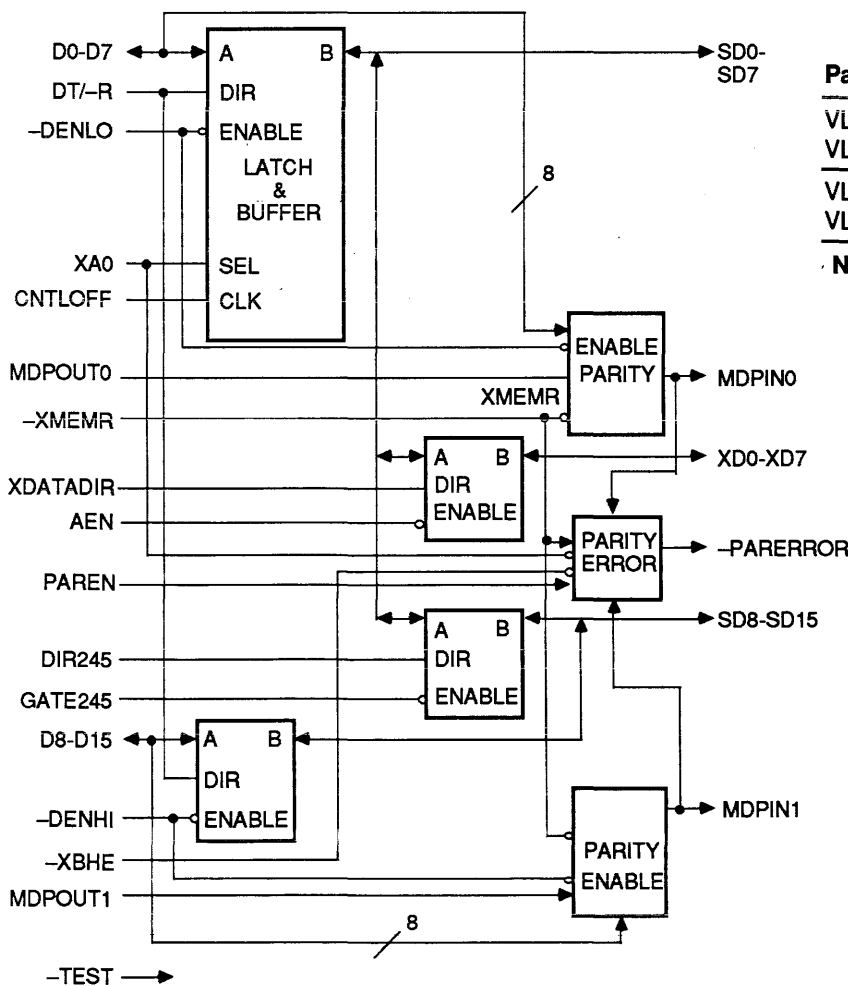 D0-D7
A
B
SD0-
SD7
DT/–R
DIR
–DENLO
ENABLE
LATCH
&
BUFFER
XA0
SEL
CNTLOFF
CLK
8
Pa
VL
VL
VL
VL
N
ENABLE
MDPOUT0
PARITY
MDPIN0
–XMEMR
XMEMR
A
B
XD0-XD7
XDATADIR
DIR
AEN
ENABLE
PARITY
ERROR
–PARERROR
PAREN
A
B
SD8-SD15
DIR245
DIR
GATE245
ENABLE
D8-D15
A
B
DIR
–DENHI
ENABLE
MDPIN1
–XBHE
PARITY
MDPOUT1
ENABLE
8
–TEST